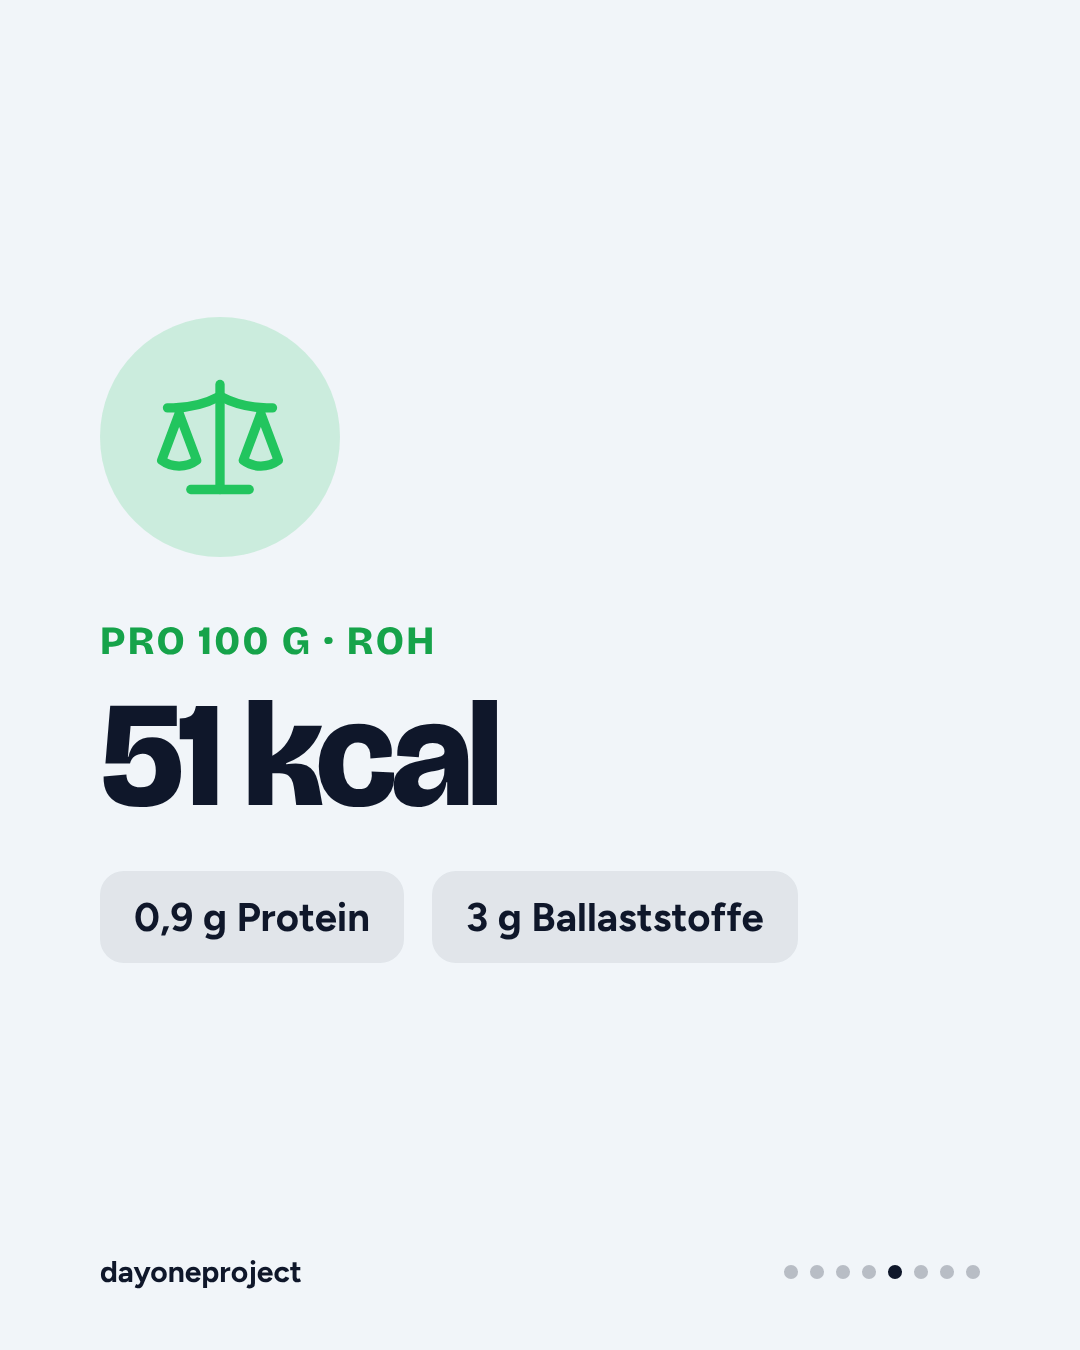 PRO 100 G · ROH
51 kcal
0,9 g Protein
3 g Ballaststoffe
dayoneproject